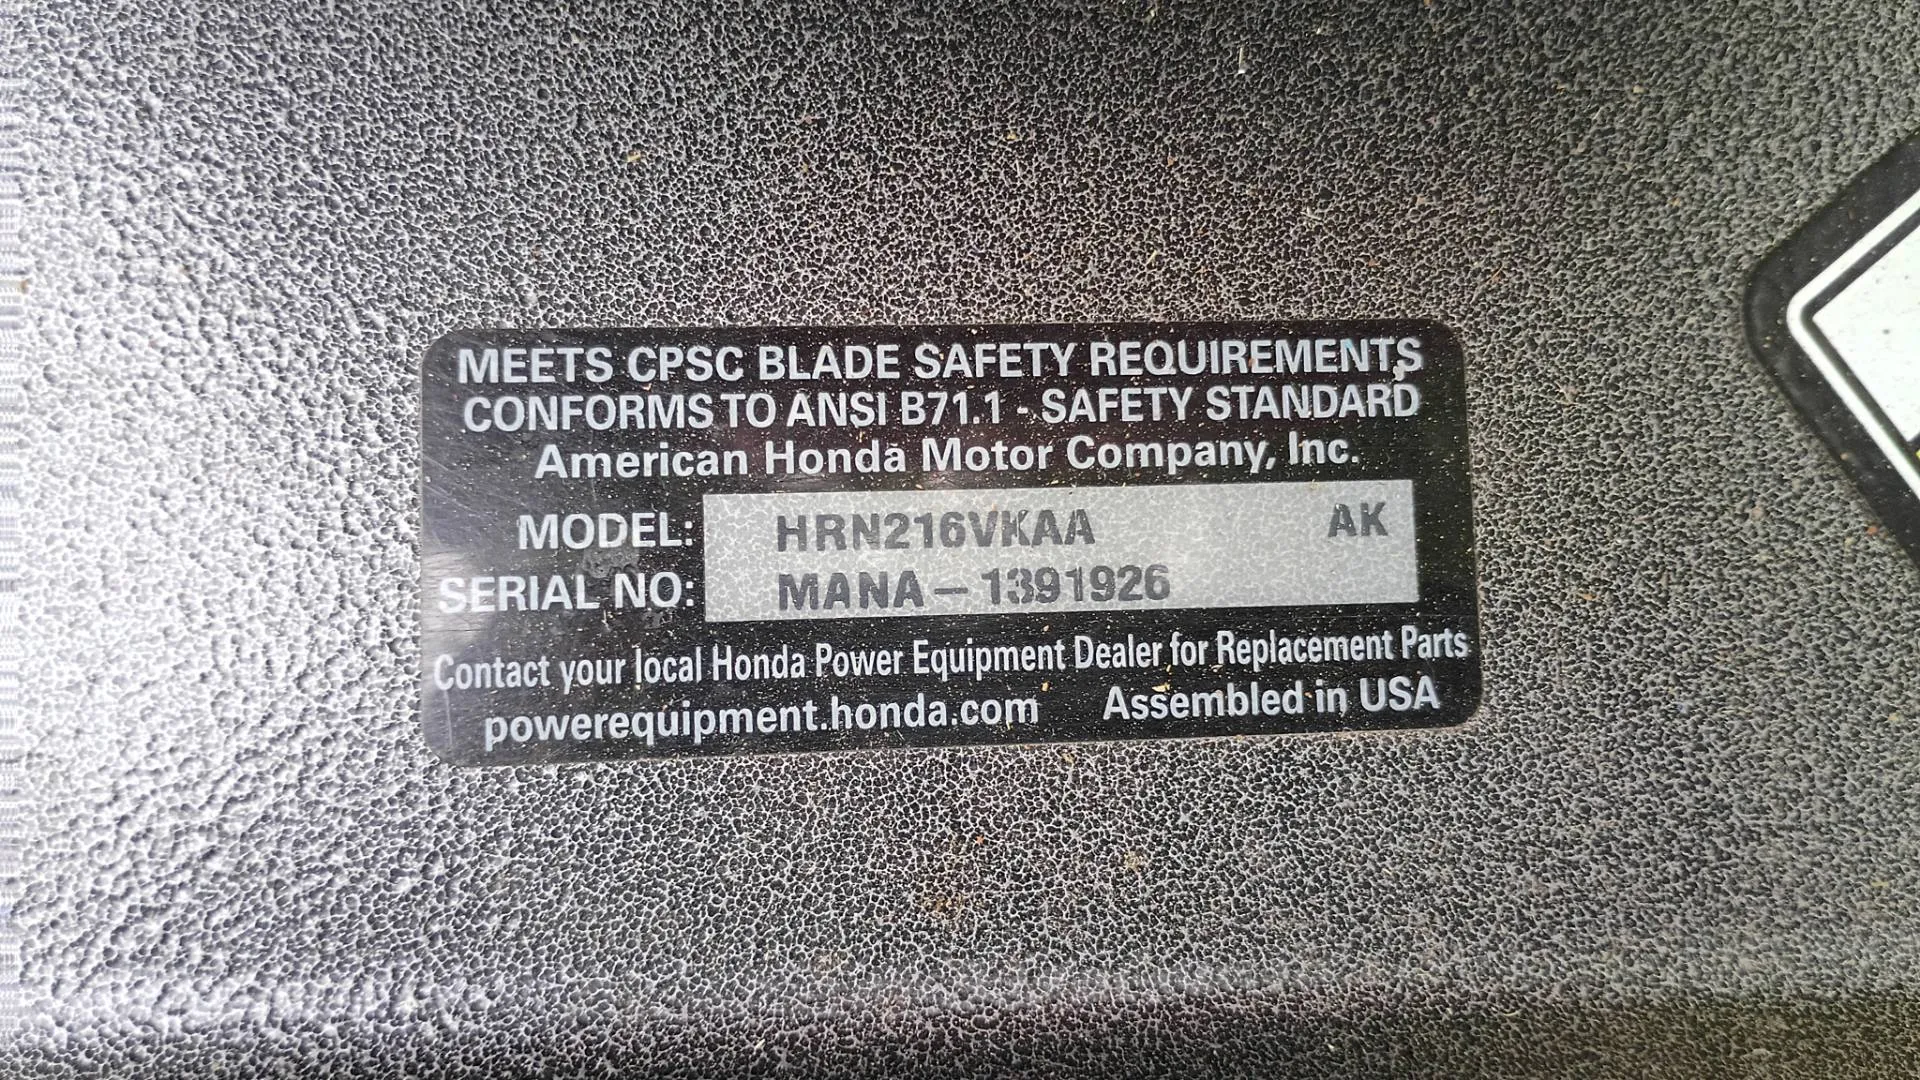 MEETS CPSC BLADE SAFETY REQUIREMENTS
CONFORMS TO ANSI B71.1 - SAFETY STANDARD
American Honda Motor Company, Inc.
MODEL: HRN216VKAA AK
SERIAL NO: MANA-1391926
Contact your local Honda Power Equipment Dealer for Replacement Parts
powerequipment.honda.com Assembled in USA